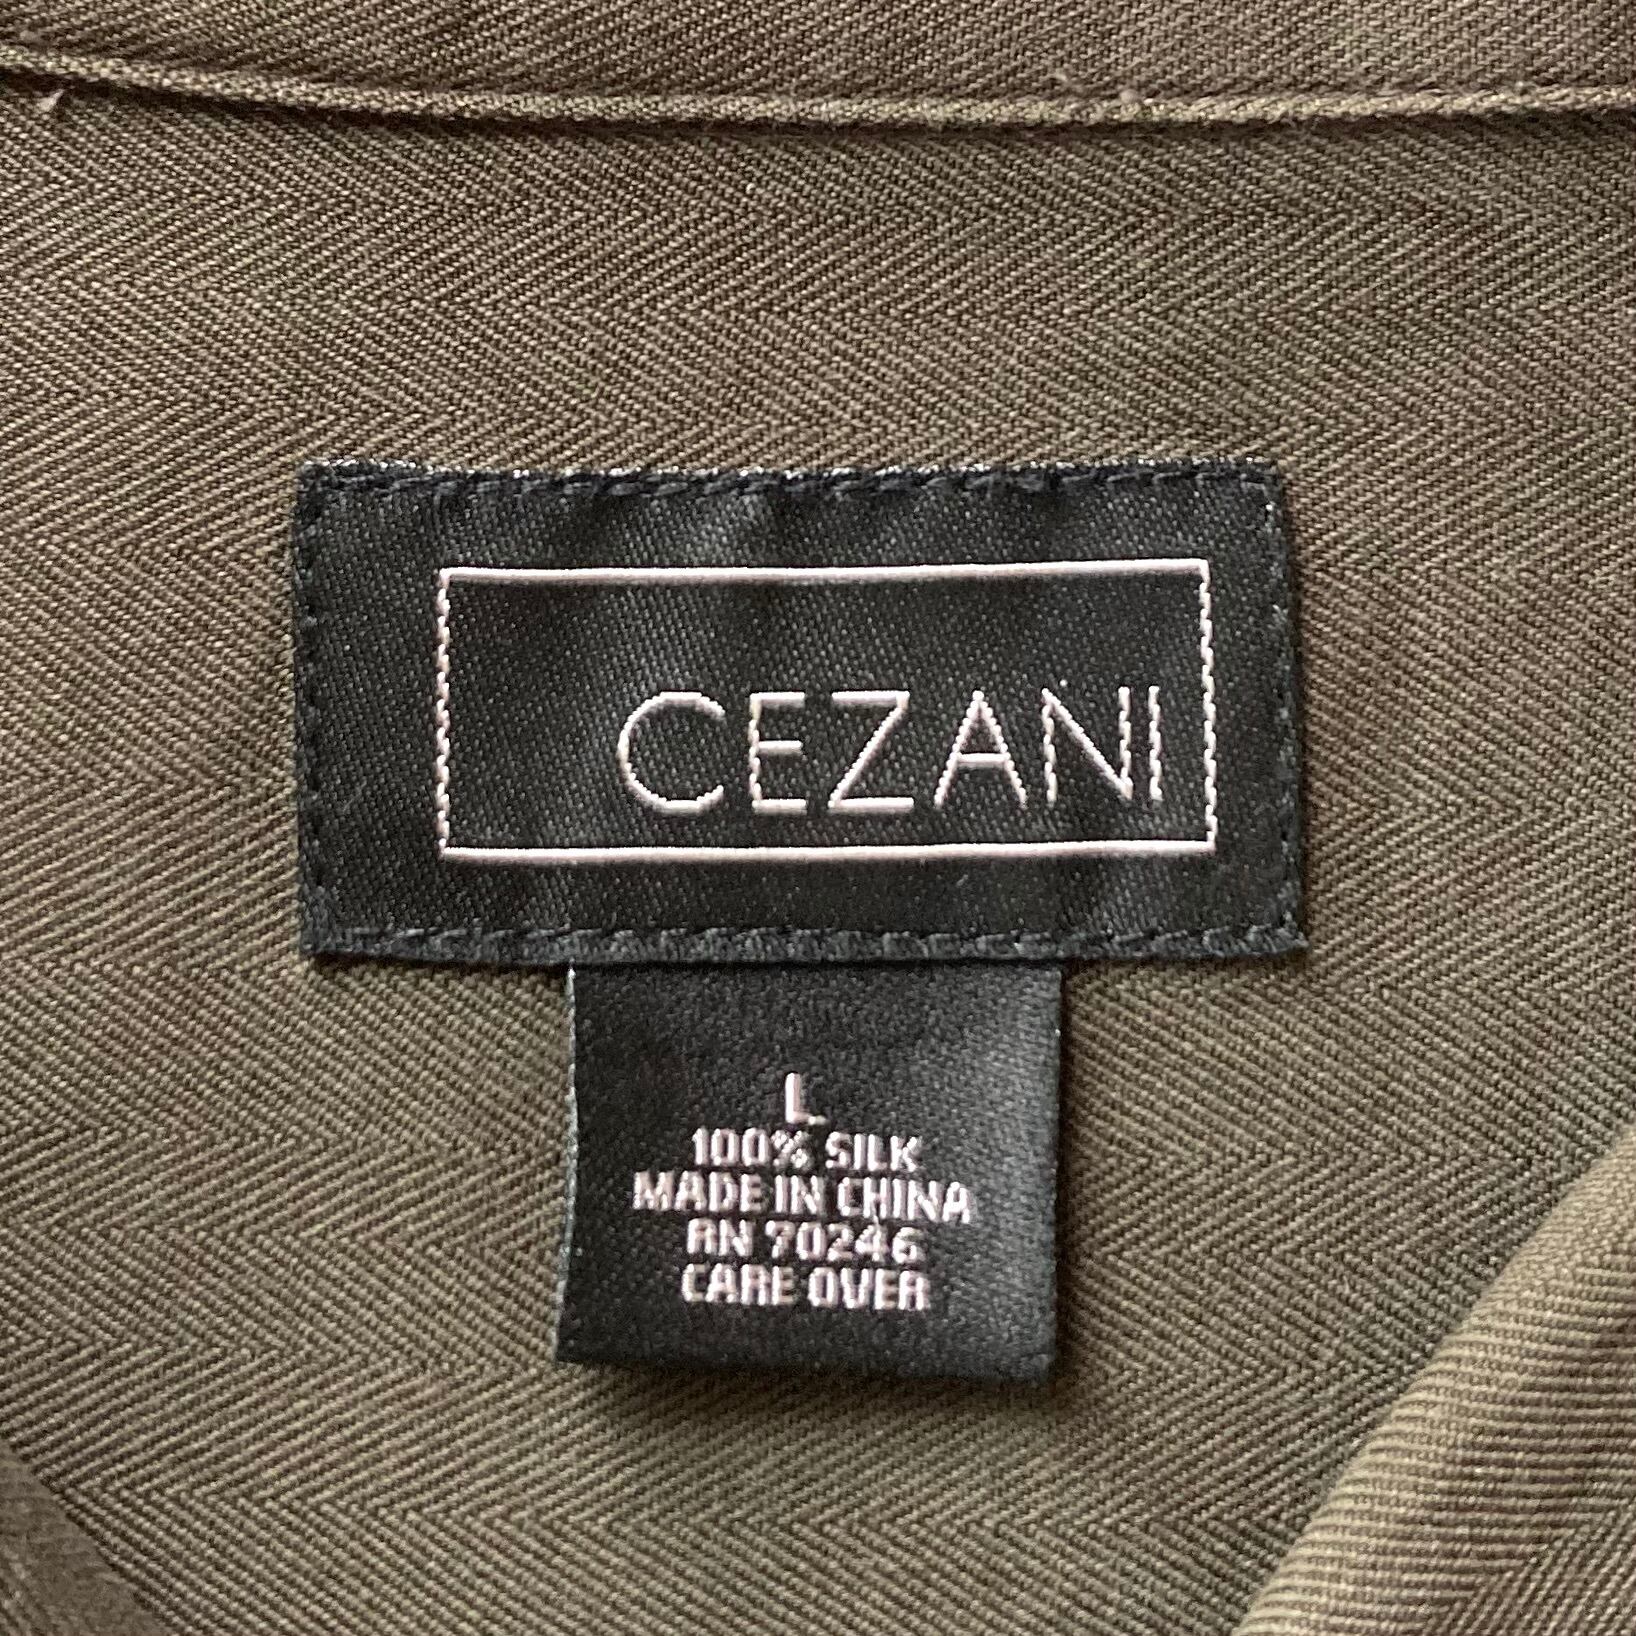 CEZANI
L
100% SILK
MADE IN CHINA
RN 70246
CARE OVER